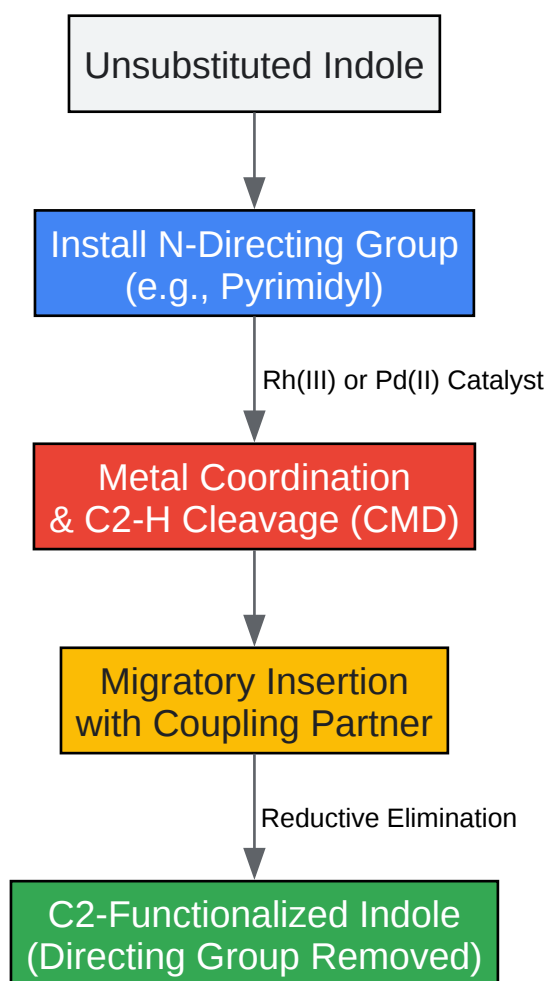 Unsubstituted Indole
Install N-Directing Group
(e.g., Pyrimidyl)
Rh(III) or Pd(II) Catalyst
Metal Coordination
& C2-H Cleavage (CMD)
Migratory Insertion
with Coupling Partner
Reductive Elimination
C2-Functionalized Indole
(Directing Group Removed)